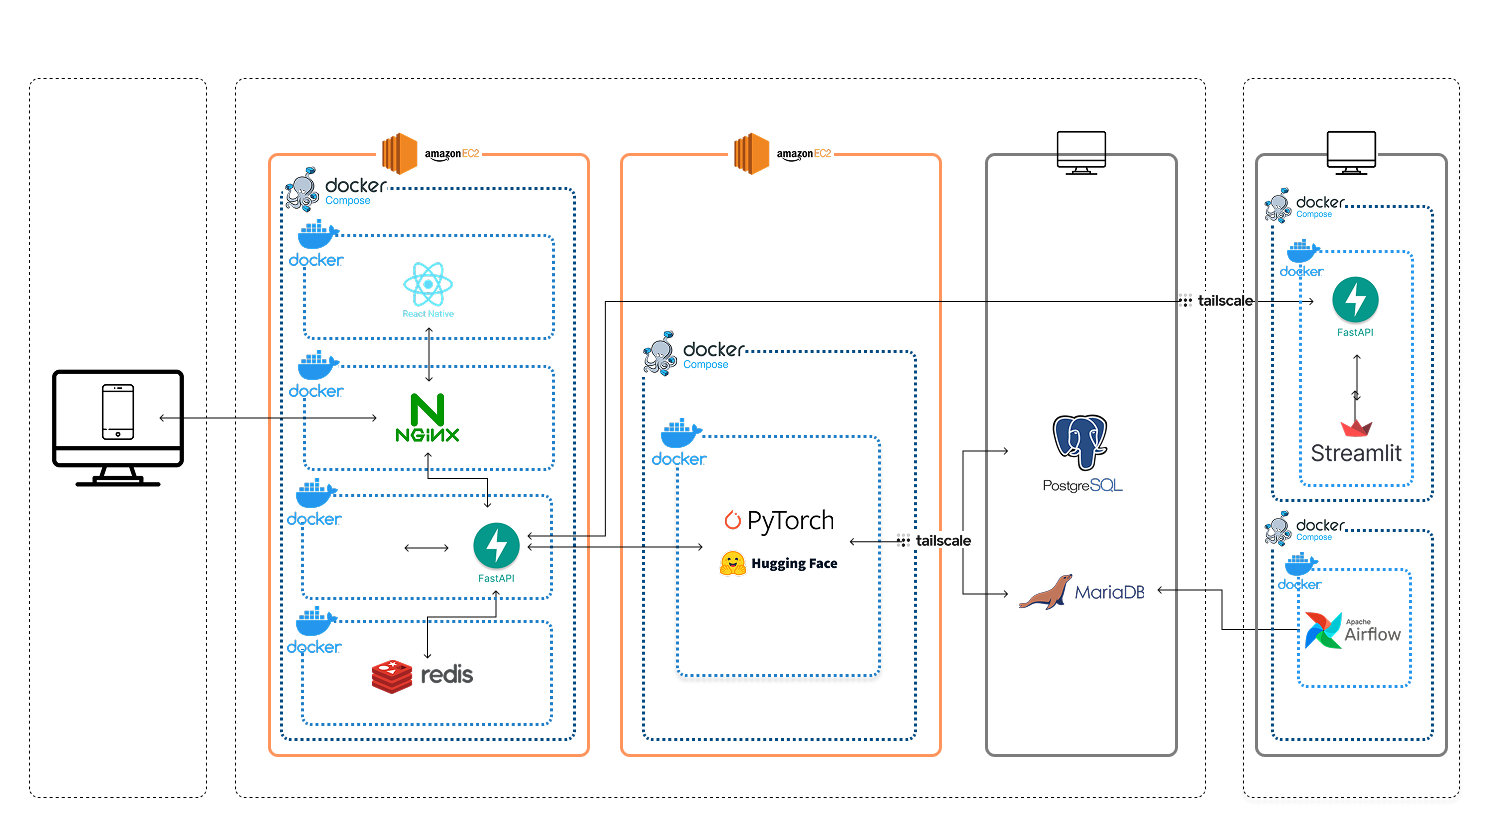 amazon EC2
docker
Compose
docker
React Native
docker
NGINX
docker
FastAPI
docker
redis
amazon EC2
docker
Compose
docker
PyTorch
Hugging Face
tailscale
PostgreSQL
MariaDB
tailscale
docker
Compose
docker
FastAPI
Streamlit
docker
Compose
docker
Apache
Airflow